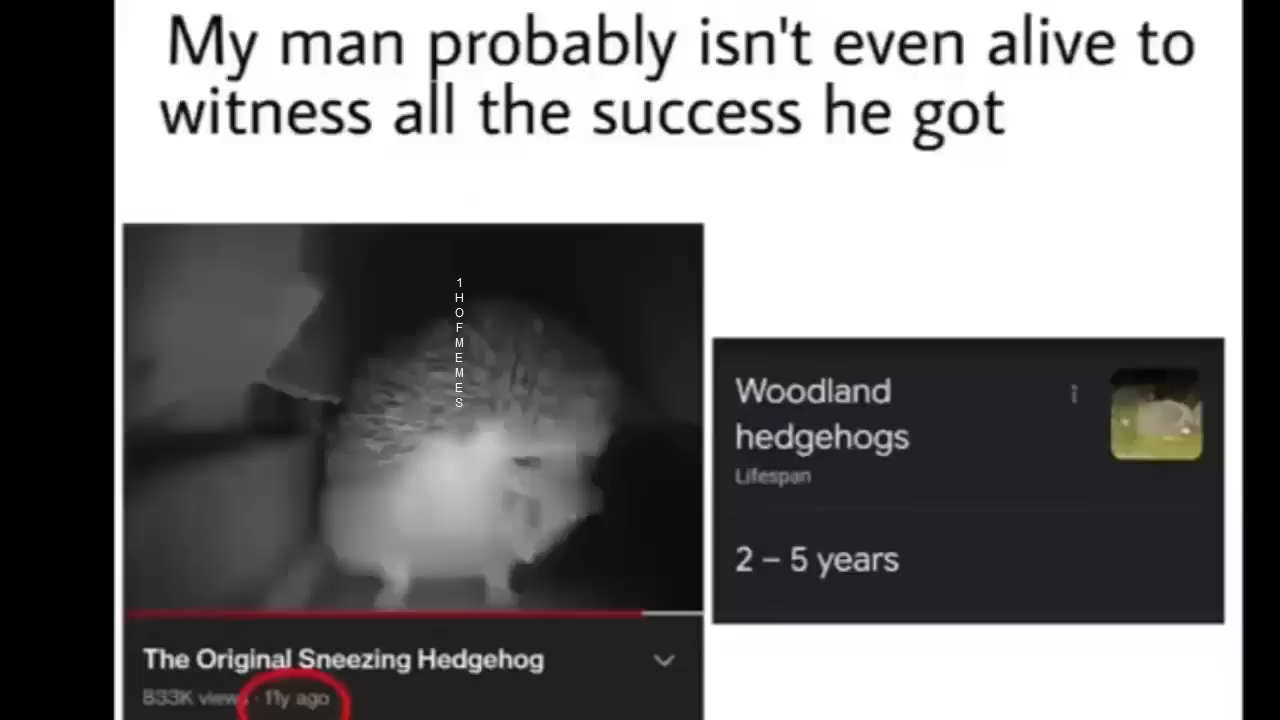 My man probably isn't even alive to
witness all the success he got
1HOFMEMES
Woodland
hedgehogs
Lifespan
2 – 5 years
The Original Sneezing Hedgehog
833K views · 11y ago